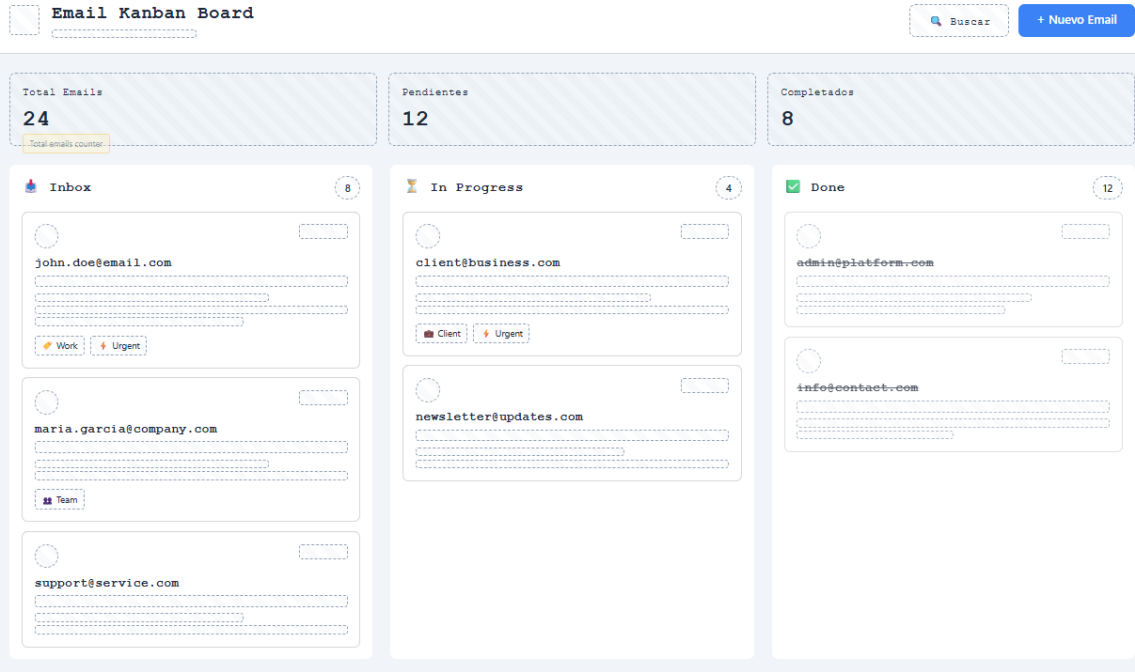 Email Kanban Board
🔍 Buscar
+ Nuevo Email
Total Emails
24
Total emails counter
Pendientes
12
Completados
8
📥 Inbox
8
john.doe@email.com
🏷️ Work
⚡ Urgent
maria.garcia@company.com
👥 Team
support@service.com
⏳ In Progress
4
client@business.com
💼 Client
⚡ Urgent
newsletter@updates.com
✅ Done
12
admin@platform.com
info@contact.com